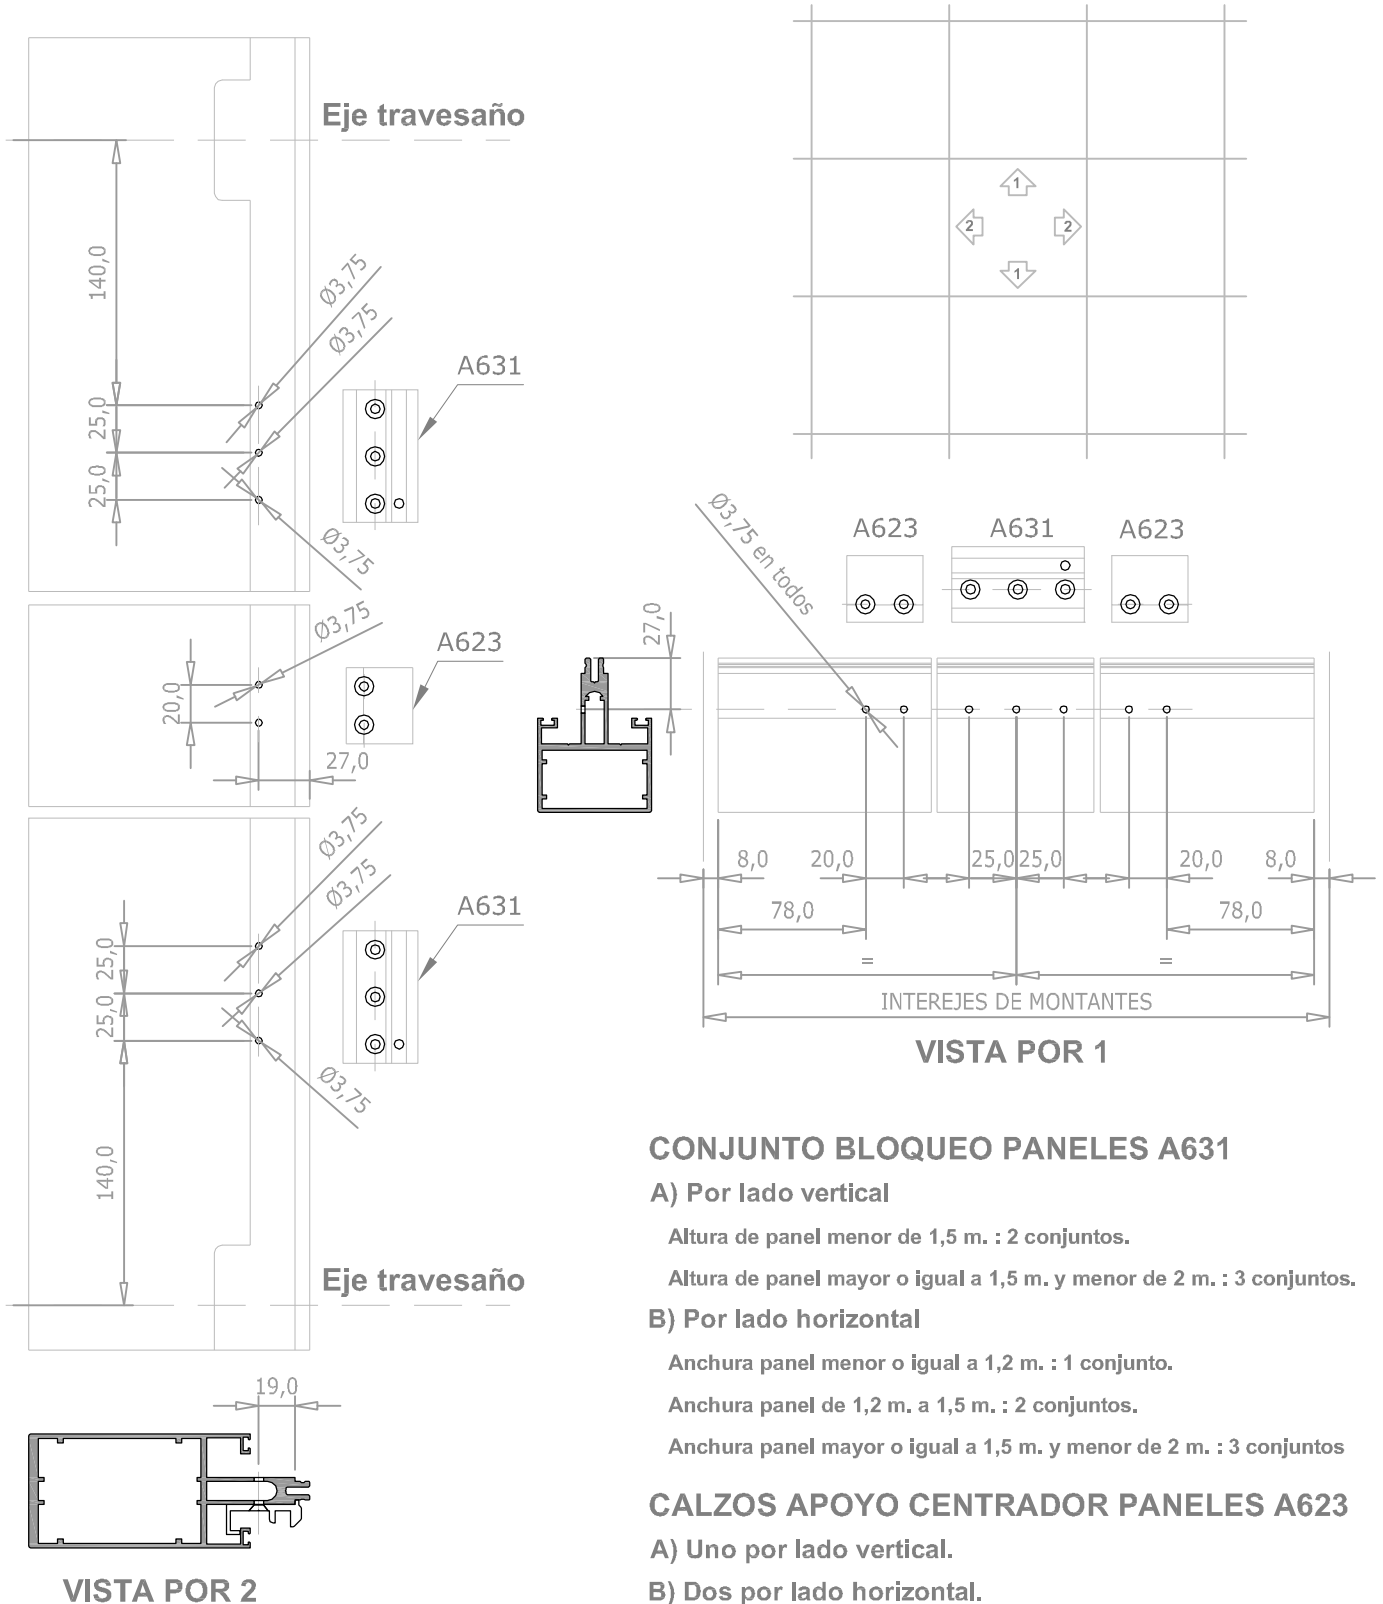 Eje travesaño
140,0
Ø3,75
Ø3,75
A631
25,0
25,0
Ø3,75
Ø3,75
A623
20,0
27,0
Ø3,75
Ø3,75
A631
25,0
25,0
Ø3,75
140,0
Eje travesaño
19,0
VISTA POR 2
1
2
2
1
Ø3,75 en todos
A623
A631
A623
27,0
8,0
20,0
25,0
25,0
20,0
8,0
78,0
78,0
=
=
INTEREJES DE MONTANTES
VISTA POR 1
CONJUNTO BLOQUEO PANELES A631
A) Por lado vertical
Altura de panel menor de 1,5 m. : 2 conjuntos.
Altura de panel mayor o igual a 1,5 m. y menor de 2 m. : 3 conjuntos.
B) Por lado horizontal
Anchura panel menor o igual a 1,2 m. : 1 conjunto.
Anchura panel de 1,2 m. a 1,5 m. : 2 conjuntos.
Anchura panel mayor o igual a 1,5 m. y menor de 2 m. : 3 conjuntos
CALZOS APOYO CENTRADOR PANELES A623
A) Uno por lado vertical.
B) Dos por lado horizontal.